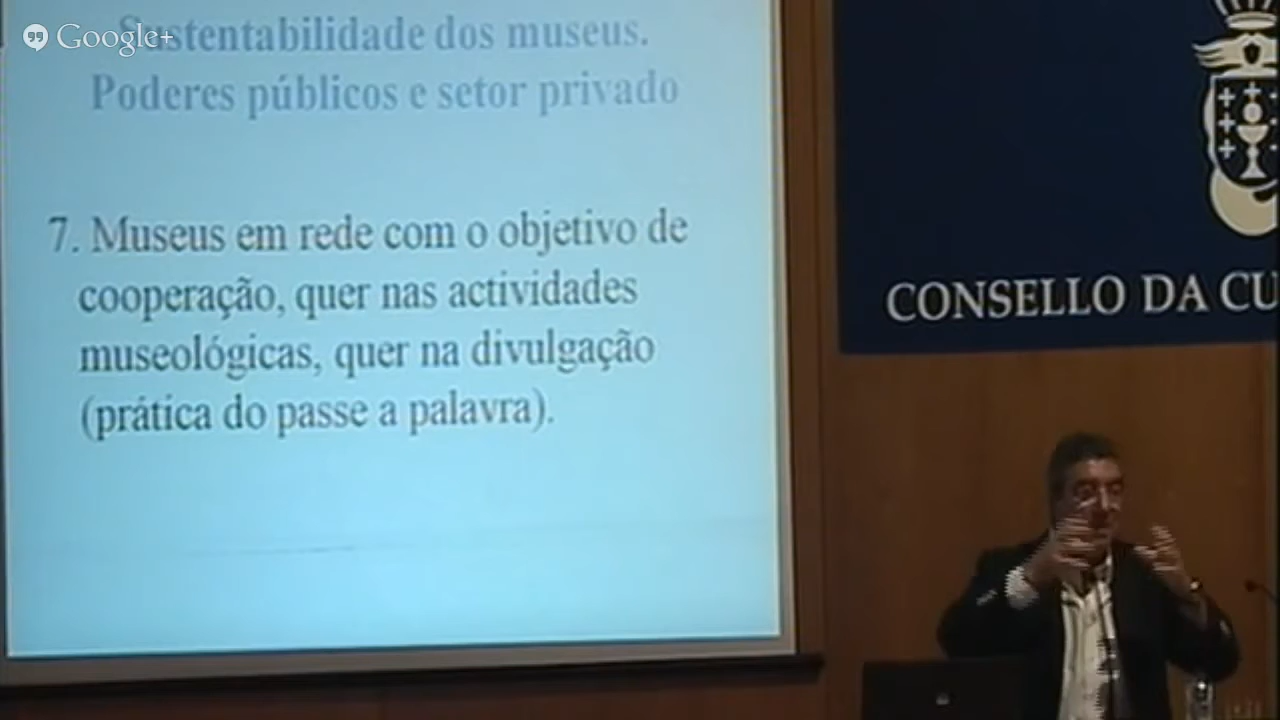 Google+
Sustentabilidade dos museus.
Poderes públicos e setor privado
7. Museus em rede com o objetivo de
cooperação, quer nas actividades
museológicas, quer na divulgação
(prática do passe a palavra).
CONSELLO DA CU